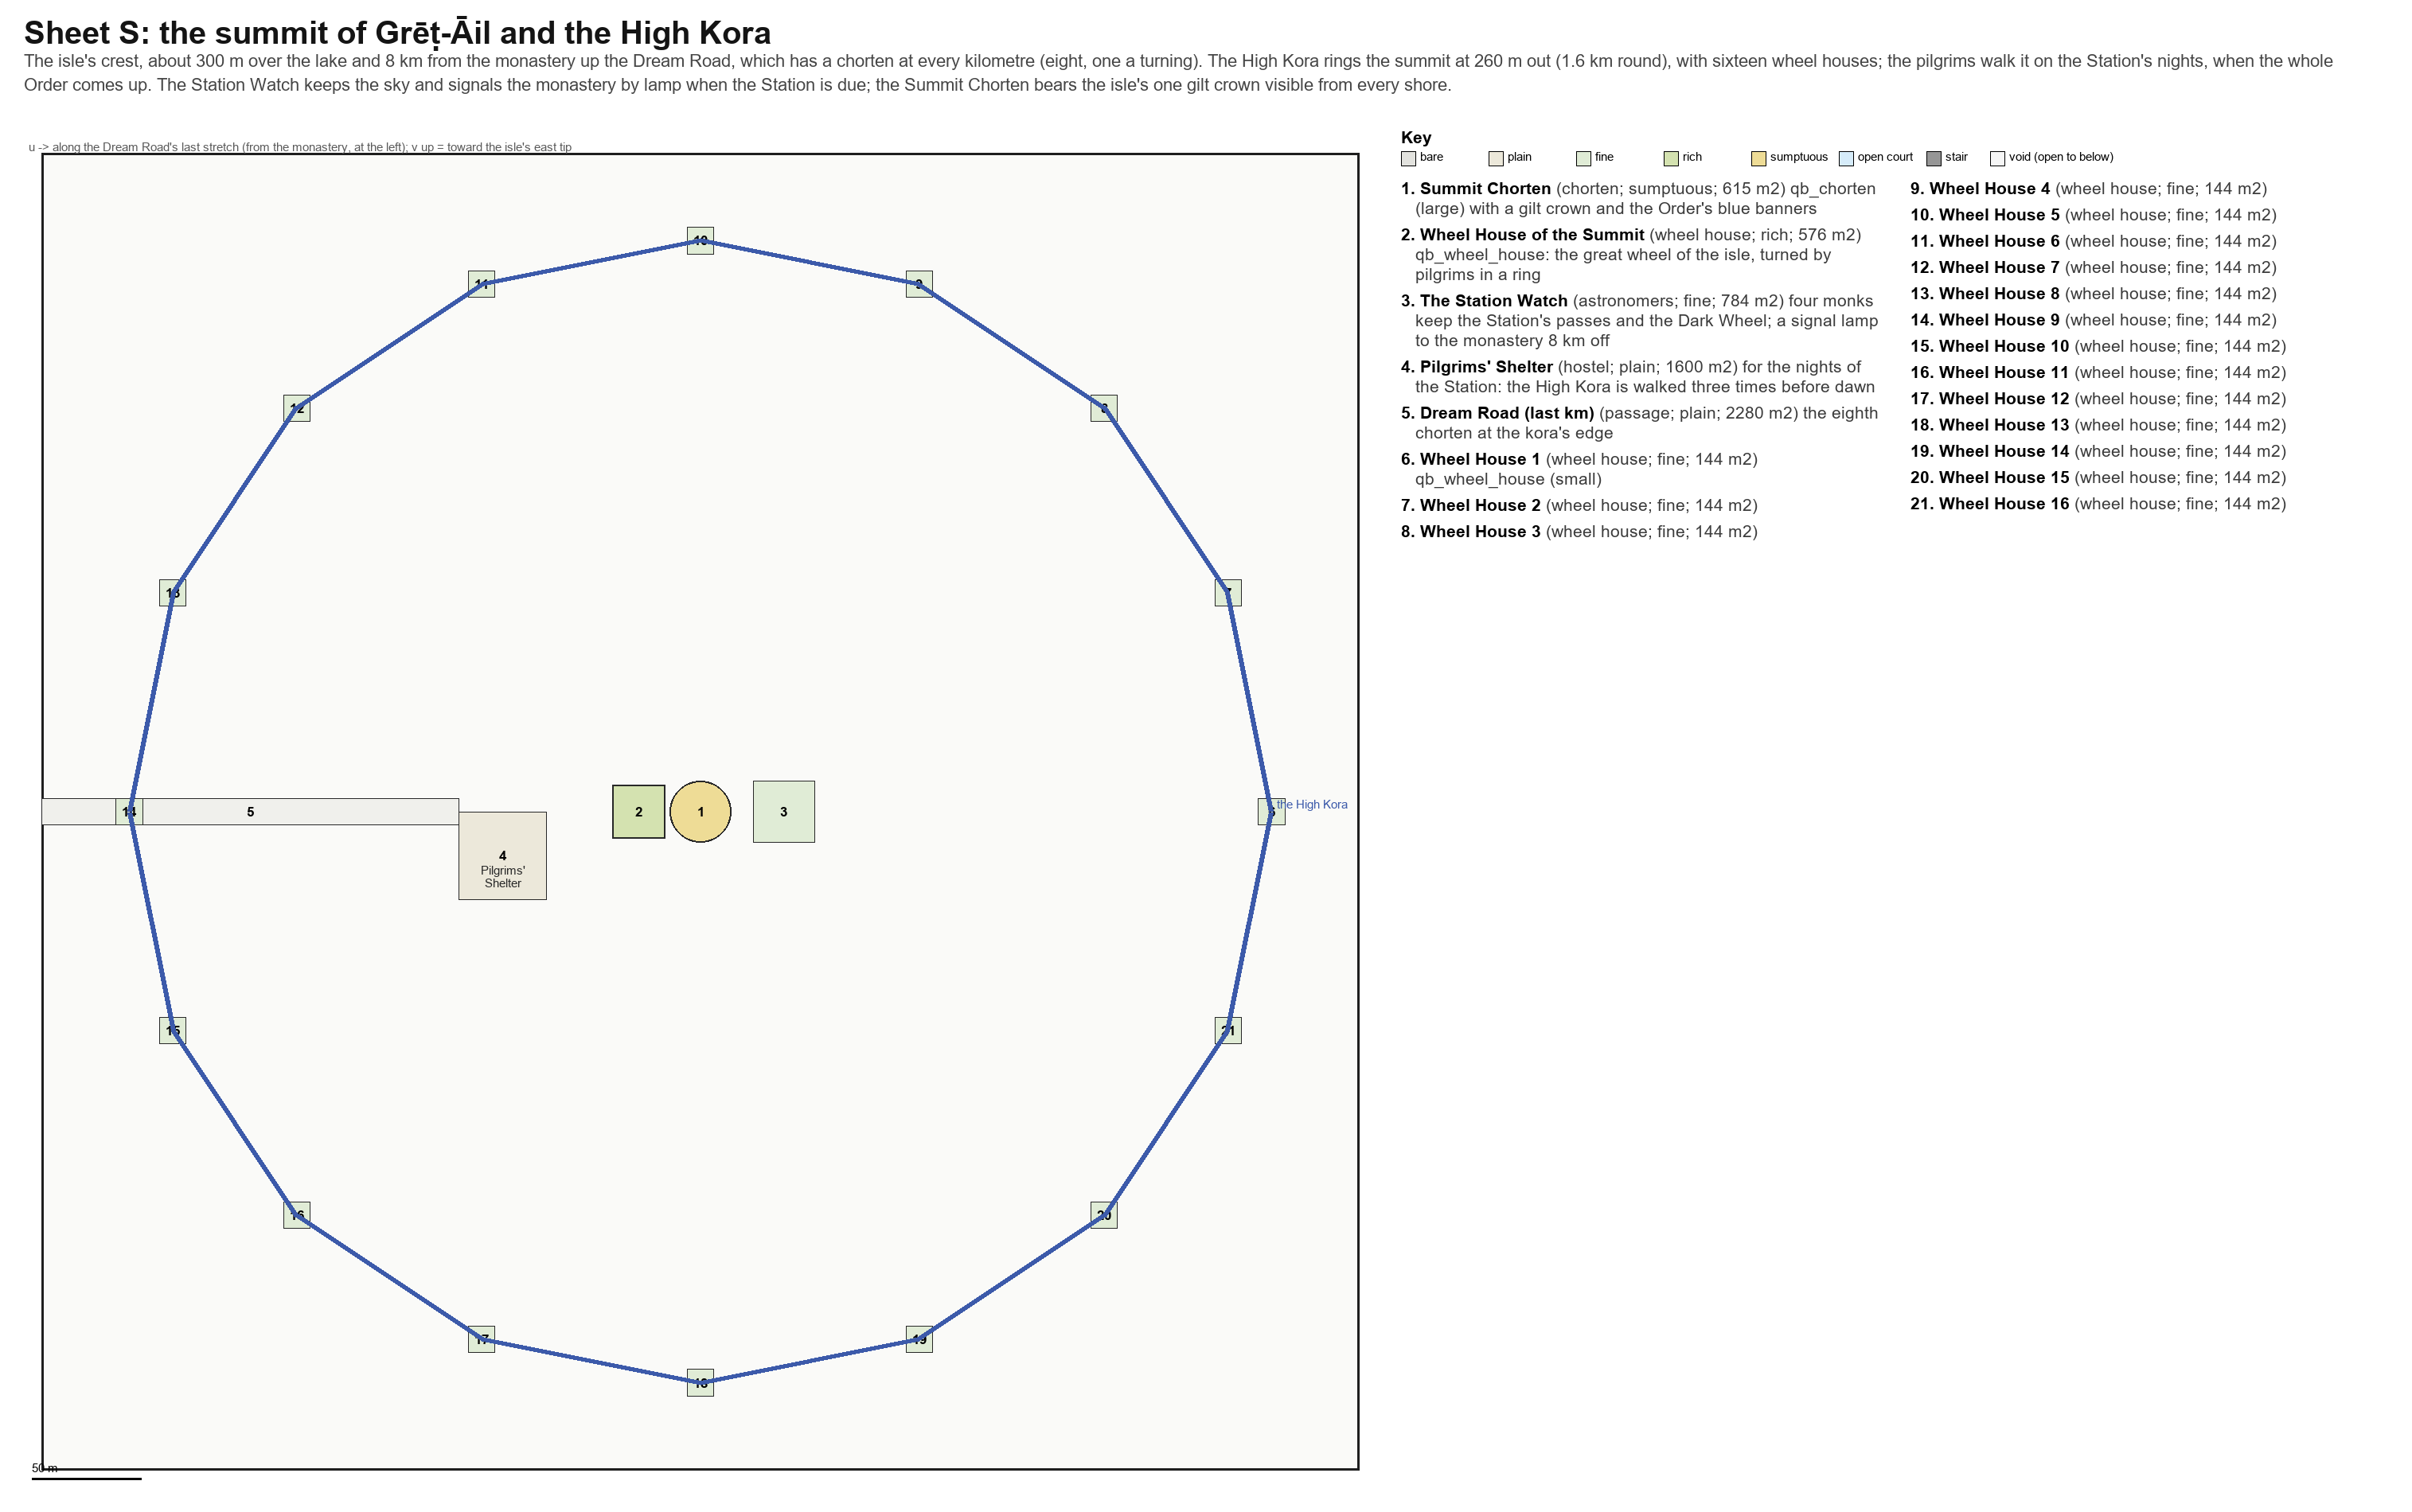 Sheet S: the summit of Grēṭ-Āil and the High Kora
The isle's crest, about 300 m over the lake and 8 km from the monastery up the Dream Road, which has a chorten at every kilometre (eight, one a turning). The High Kora rings the summit at 260 m out (1.6 km round), with sixteen wheel houses; the pilgrims walk it on the Station's nights, when the whole
Order comes up. The Station Watch keeps the sky and signals the monastery by lamp when the Station is due; the Summit Chorten bears the isle's one gilt crown visible from every shore.
u -> along the Dream Road's last stretch (from the monastery, at the left); v up = toward the isle's east tip
10
11
9
12
8
13
7
14
5
2
1
3
6
the High Kora
4
Pilgrims'
Shelter
15
21
16
20
17
19
18
50 m
Key
bare
plain
fine
rich
sumptuous
open court
stair
void (open to below)
1. Summit Chorten (chorten; sumptuous; 615 m2) qb_chorten
(large) with a gilt crown and the Order's blue banners
2. Wheel House of the Summit (wheel house; rich; 576 m2)
qb_wheel_house: the great wheel of the isle, turned by
pilgrims in a ring
3. The Station Watch (astronomers; fine; 784 m2) four monks
keep the Station's passes and the Dark Wheel; a signal lamp
to the monastery 8 km off
4. Pilgrims' Shelter (hostel; plain; 1600 m2) for the nights of
the Station: the High Kora is walked three times before dawn
5. Dream Road (last km) (passage; plain; 2280 m2) the eighth
chorten at the kora's edge
6. Wheel House 1 (wheel house; fine; 144 m2)
qb_wheel_house (small)
7. Wheel House 2 (wheel house; fine; 144 m2)
8. Wheel House 3 (wheel house; fine; 144 m2)
9. Wheel House 4 (wheel house; fine; 144 m2)
10. Wheel House 5 (wheel house; fine; 144 m2)
11. Wheel House 6 (wheel house; fine; 144 m2)
12. Wheel House 7 (wheel house; fine; 144 m2)
13. Wheel House 8 (wheel house; fine; 144 m2)
14. Wheel House 9 (wheel house; fine; 144 m2)
15. Wheel House 10 (wheel house; fine; 144 m2)
16. Wheel House 11 (wheel house; fine; 144 m2)
17. Wheel House 12 (wheel house; fine; 144 m2)
18. Wheel House 13 (wheel house; fine; 144 m2)
19. Wheel House 14 (wheel house; fine; 144 m2)
20. Wheel House 15 (wheel house; fine; 144 m2)
21. Wheel House 16 (wheel house; fine; 144 m2)